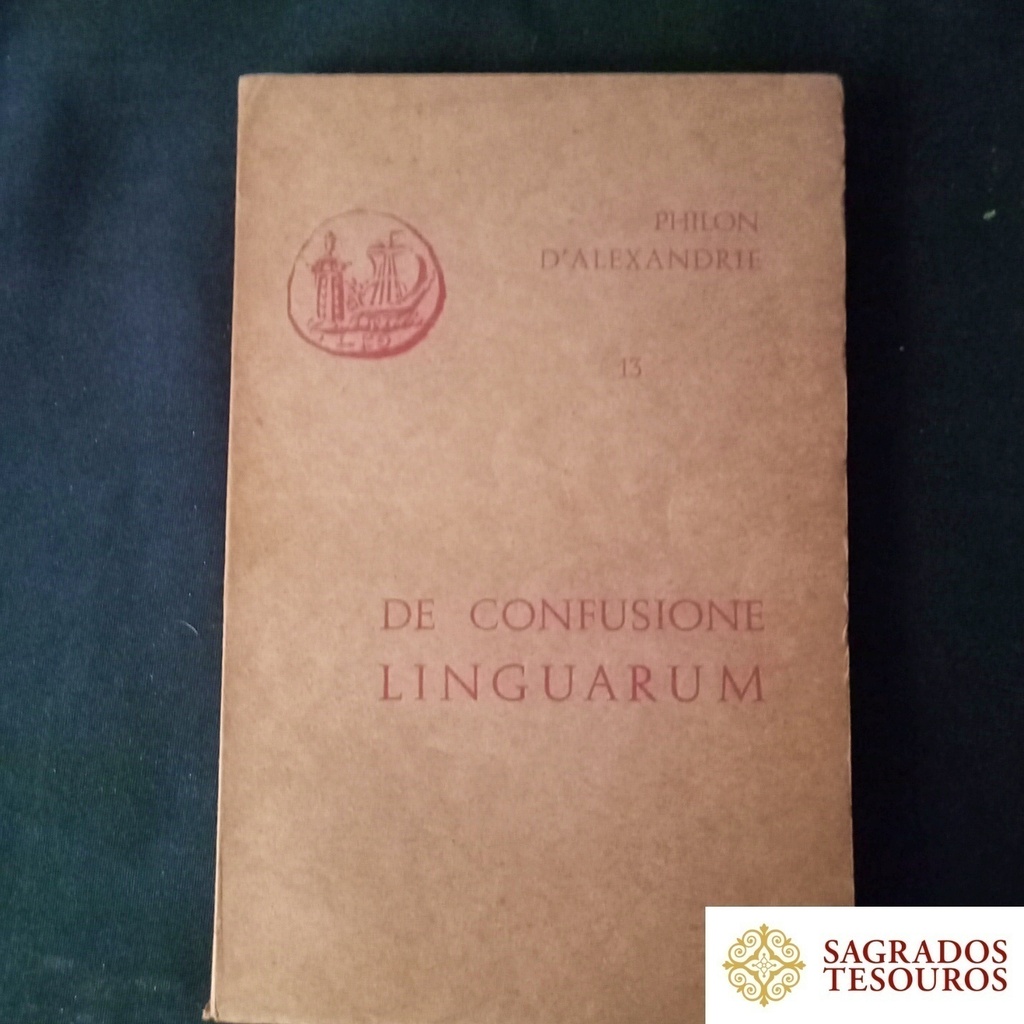 PHILON
D'ALEXANDRIE
13
DE CONFUSIONE
LINGUARUM
SAGRADOS
TESOUROS